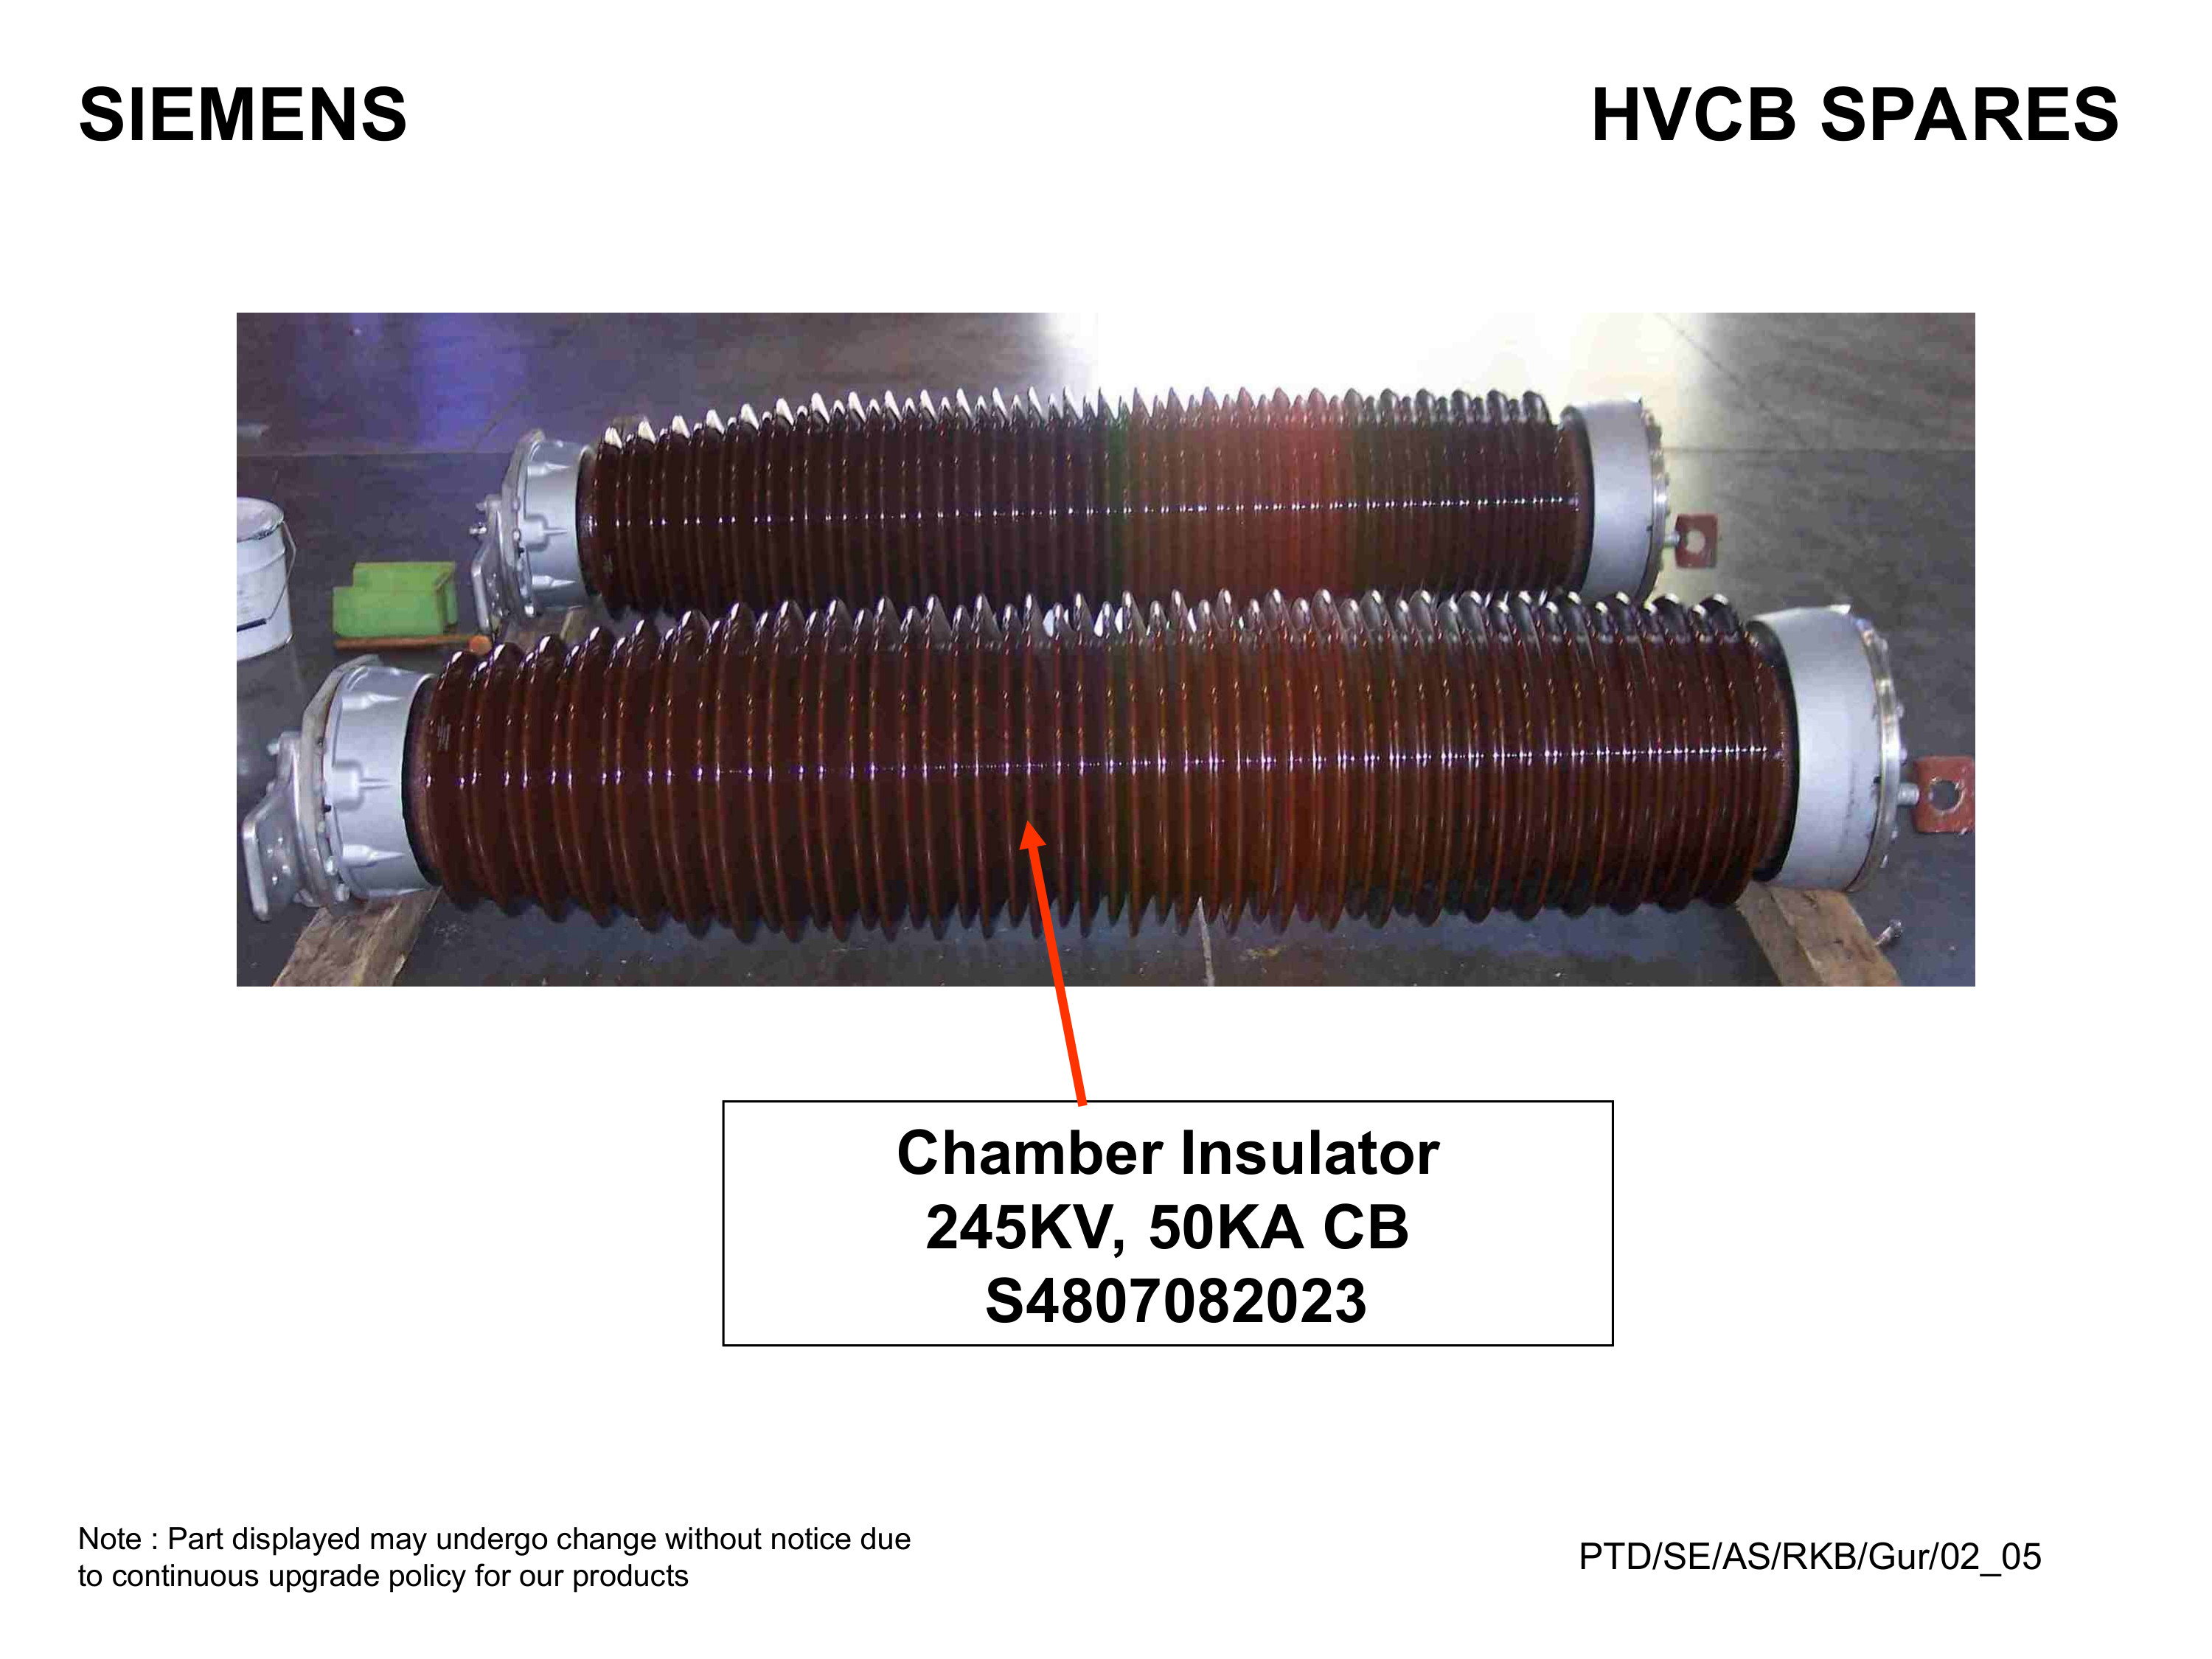 SIEMENS
HVCB SPARES
Chamber Insulator
245KV, 50KA CB
S4807082023
Note : Part displayed may undergo change without notice due
to continuous upgrade policy for our products
PTD/SE/AS/RKB/Gur/02_05